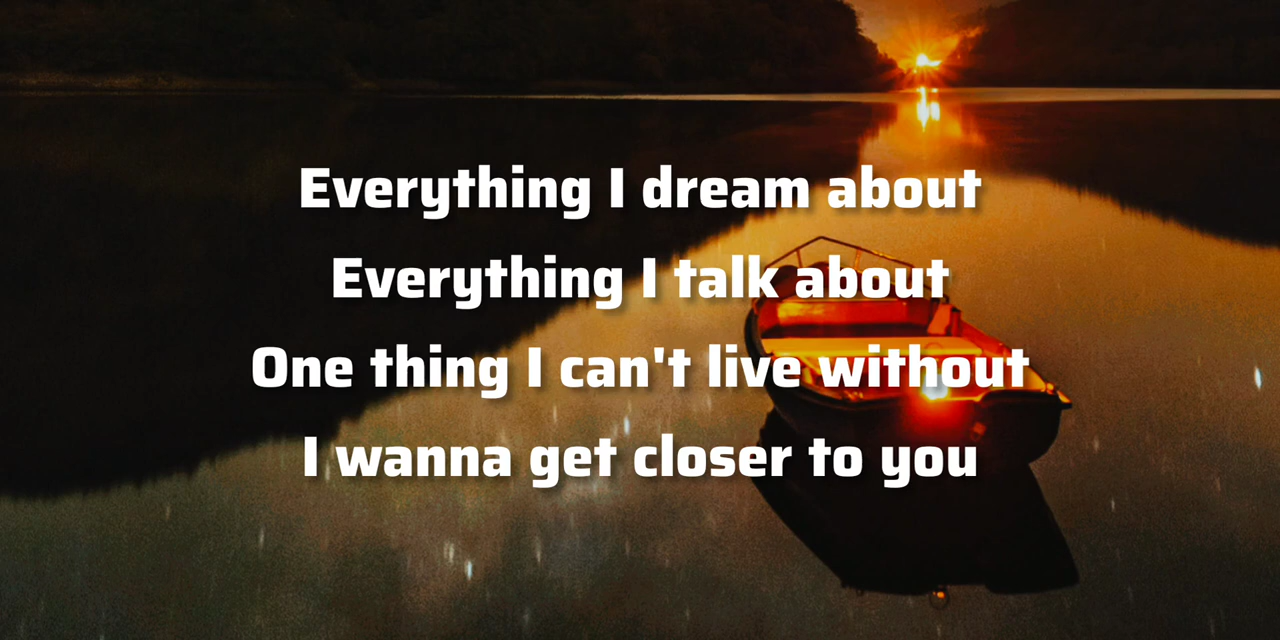 Everything I dream about
Everything I talk about
One thing I can't live without
I wanna get closer to you